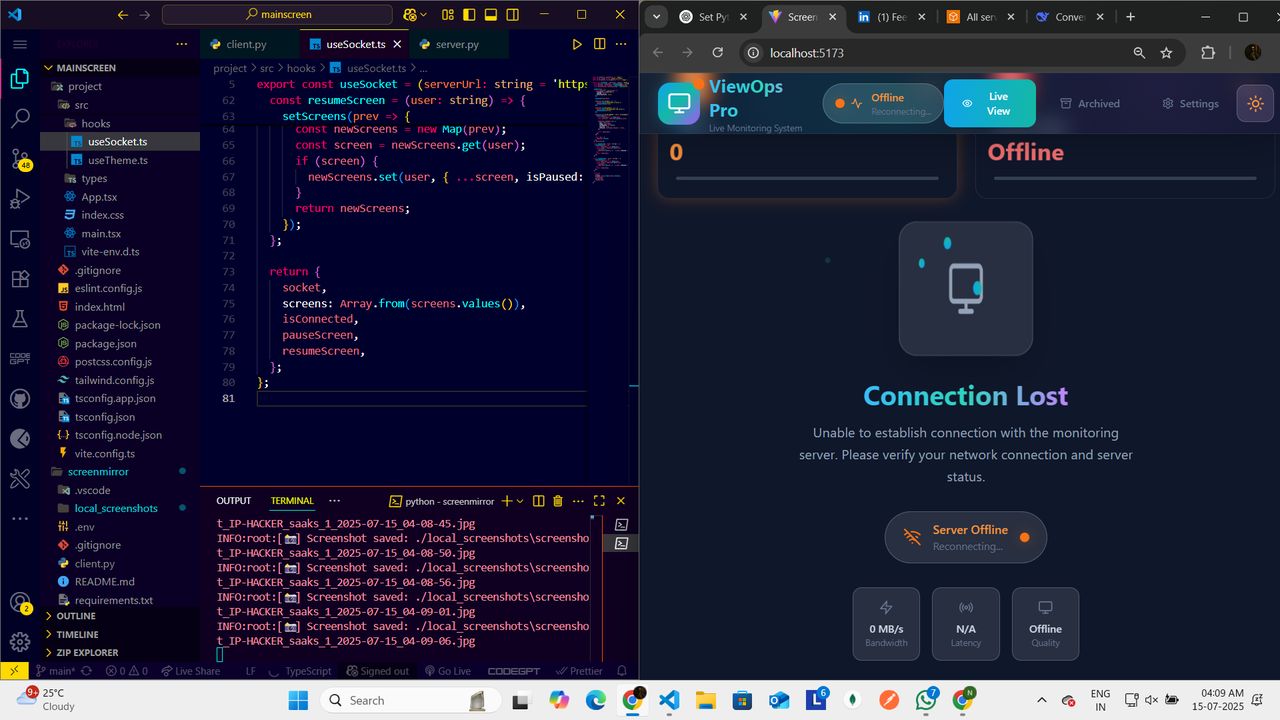 mainscreen
EXPLORER
MAINSCREEN
project
src
hooks
useSocket.ts
useTheme.ts
types
App.tsx
index.css
main.tsx
vite-env.d.ts
.gitignore
eslint.config.js
index.html
package-lock.json
package.json
postcss.config.js
tailwind.config.js
tsconfig.app.json
tsconfig.json
tsconfig.node.json
vite.config.ts
screenmirror
.vscode
local_screenshots
.env
.gitignore
client.py
README.md
requirements.txt
OUTLINE
TIMELINE
ZIP EXPLORER
48
CODE
GPT
2
client.py
useSocket.ts
server.py
project > src > hooks > useSocket.ts > ...
5 export const useSocket = (serverUrl: string = 'https
62 const resumeScreen = (user: string) => {
63 setScreens(prev => {
64 const newScreens = new Map(prev);
65 const screen = newScreens.get(user);
66 if (screen) {
67 newScreens.set(user, { ...screen, isPaused:
68 }
69 return newScreens;
70 });
71 };
72
73 return {
74 socket,
75 screens: Array.from(screens.values()),
76 isConnected,
77 pauseScreen,
78 resumeScreen,
79 };
80 };
81
OUTPUT TERMINAL ... python - screenmirror
t_IP-HACKER_saaks_1_2025-07-15_04-08-45.jpg
INFO:root:[📷] Screenshot saved: ./local_screenshots\screensho
t_IP-HACKER_saaks_1_2025-07-15_04-08-50.jpg
INFO:root:[📷] Screenshot saved: ./local_screenshots\screensho
t_IP-HACKER_saaks_1_2025-07-15_04-08-56.jpg
INFO:root:[📷] Screenshot saved: ./local_screenshots\screensho
t_IP-HACKER_saaks_1_2025-07-15_04-09-01.jpg
INFO:root:[📷] Screenshot saved: ./local_screenshots\screensho
t_IP-HACKER_saaks_1_2025-07-15_04-09-06.jpg
main* 0 0 Live Share LF TypeScript Signed out Go Live CODEGPT Prettier
Set Pyt
Screen
(1) Fee
All serv
Conve
localhost:5173
ViewOps
Pro
Live Monitoring System
Offline
Reconnecting...
Live
View
Archived
Settings
0
Offline
Connection Lost
Unable to establish connection with the monitoring
server. Please verify your network connection and server
status.
Server Offline
Reconnecting...
0 MB/s
Bandwidth
N/A
Latency
Offline
Quality
9+
25°C
Cloudy
Search
6
7
N
ENG
IN
04:09 AM
15-07-2025